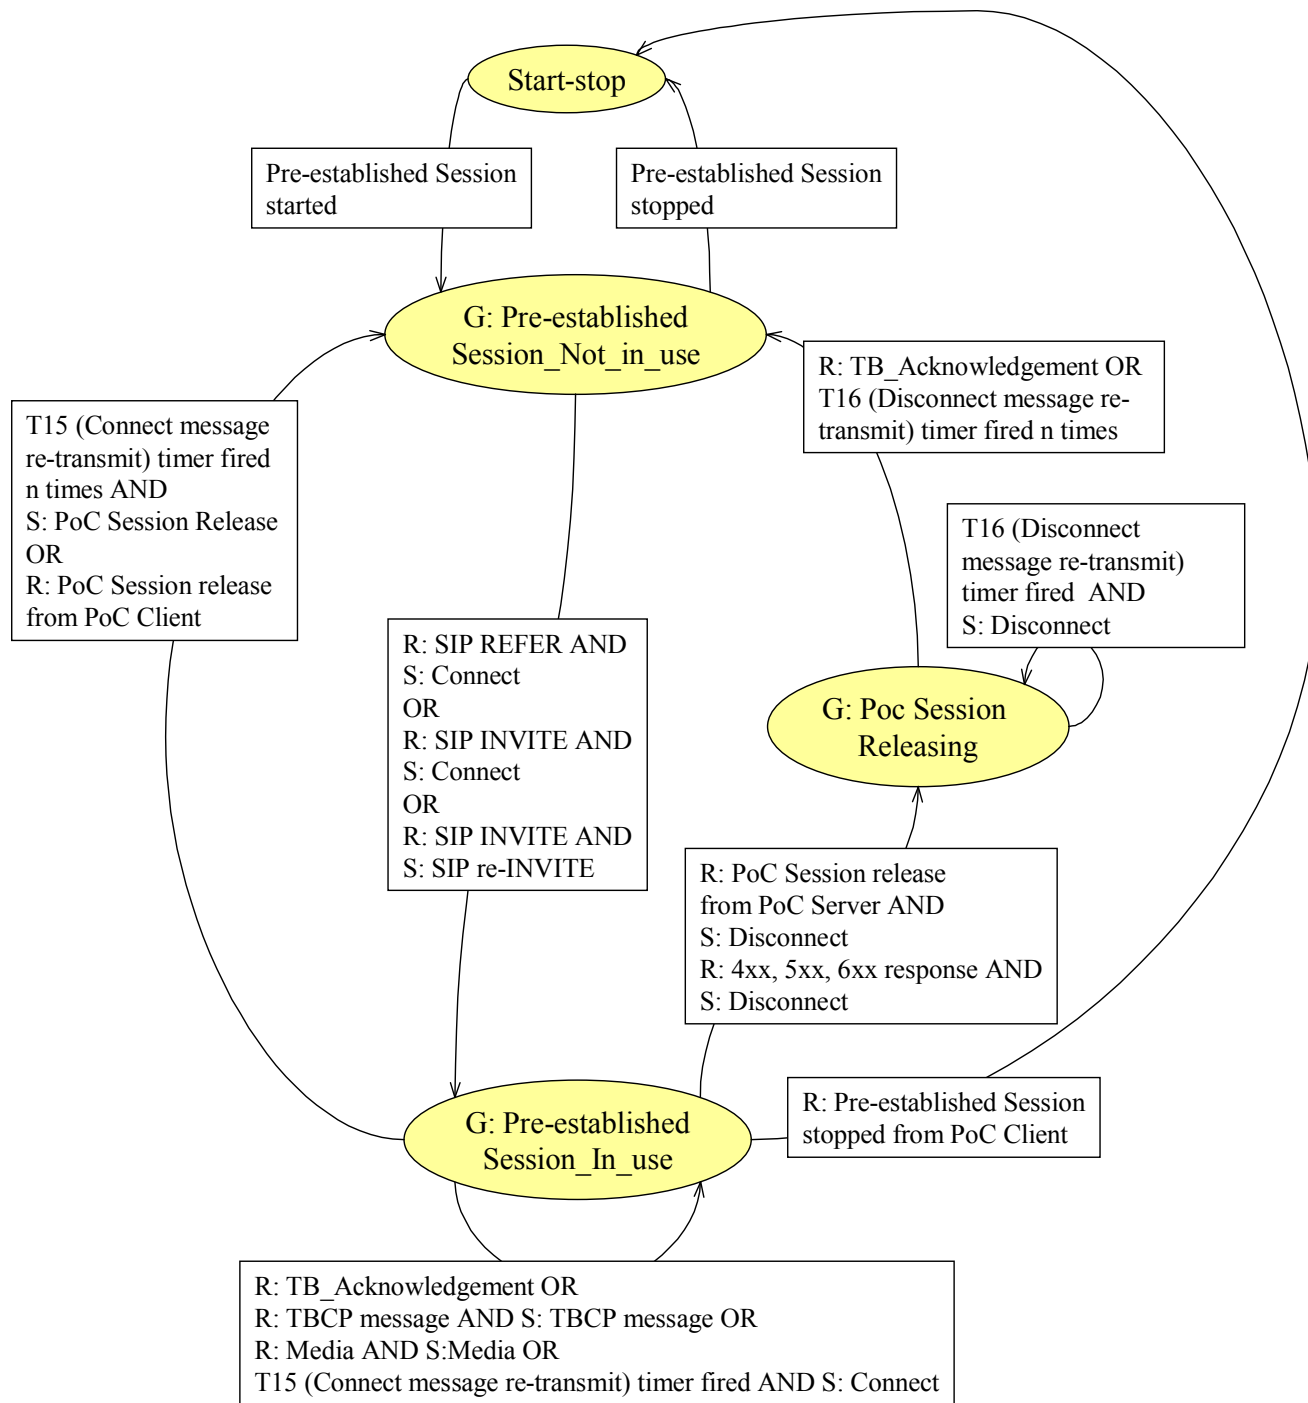 Start-stop
Pre-established Session
started
Pre-established Session
stopped
G: Pre-established
Session_Not_in_use
R: TB_Acknowledgement OR
T16 (Disconnect message re-
transmit) timer fired n times
T15 (Connect message
re-transmit) timer fired
n times AND
S: PoC Session Release
OR
R: PoC Session release
from PoC Client
T16 (Disconnect
message re-transmit)
timer fired  AND
S: Disconnect
R: SIP REFER AND
S: Connect
OR
R: SIP INVITE AND
S: Connect
OR
R: SIP INVITE AND
S: SIP re-INVITE
G: Poc Session
Releasing
R: PoC Session release
from PoC Server AND
S: Disconnect
R: 4xx, 5xx, 6xx response AND
S: Disconnect
R: Pre-established Session
stopped from PoC Client
G: Pre-established
Session_In_use
R: TB_Acknowledgement OR
R: TBCP message AND S: TBCP message OR
R: Media AND S:Media OR
T15 (Connect message re-transmit) timer fired AND S: Connect